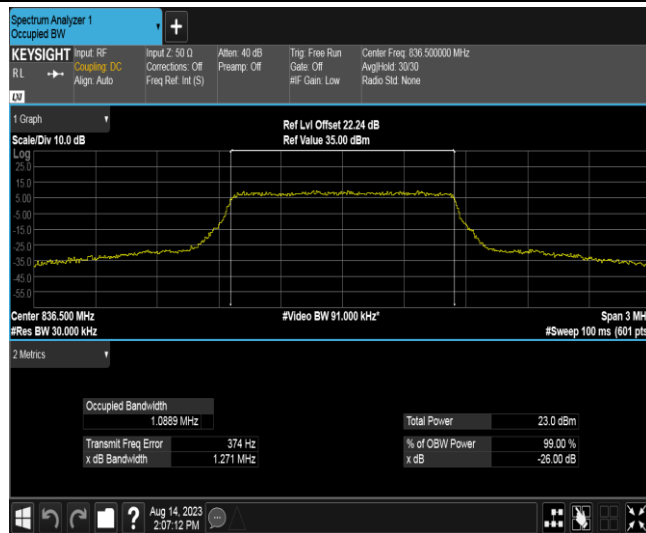 Spectrum Analyzer 1
Occupied BW
+
KEYSIGHT
RL
Input: RF
Coupling: DC
Align: Auto
Input Z: 50 Ω
Corrections: Off
Freq Ref: Int (S)
Atten: 40 dB
Preamp: Off
Trig: Free Run
Gate: Off
#IF Gain: Low
Center Freq: 836.500000 MHz
Avg|Hold: 30/30
Radio Std: None
1 Graph
Scale/Div 10.0 dB
Ref Lvl Offset 22.24 dB
Ref Value 35.00 dBm
Log
25.0
15.0
5.00
-5.00
-15.0
-25.0
-35.0
-45.0
-55.0
Center 836.500 MHz
#Res BW 30.000 kHz
#Video BW 91.000 kHz*
Span 3 MH
#Sweep 100 ms (601 pts
2 Metrics
Occupied Bandwidth
1.0889 MHz
Transmit Freq Error 374 Hz
x dB Bandwidth 1.271 MHz
Total Power 23.0 dBm
% of OBW Power 99.00 %
x dB -26.00 dB
?
Aug 14, 2023
2:07:12 PM